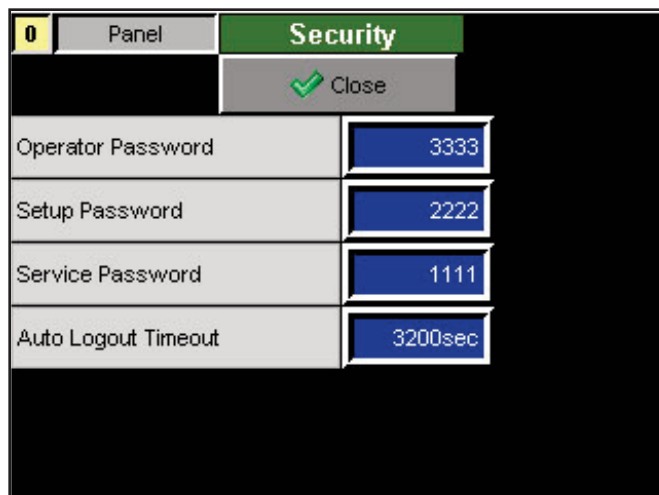 0 Panel Security
Close
Operator Password 3333
Setup Password 2222
Service Password 1111
Auto Logout Timeout 3200sec